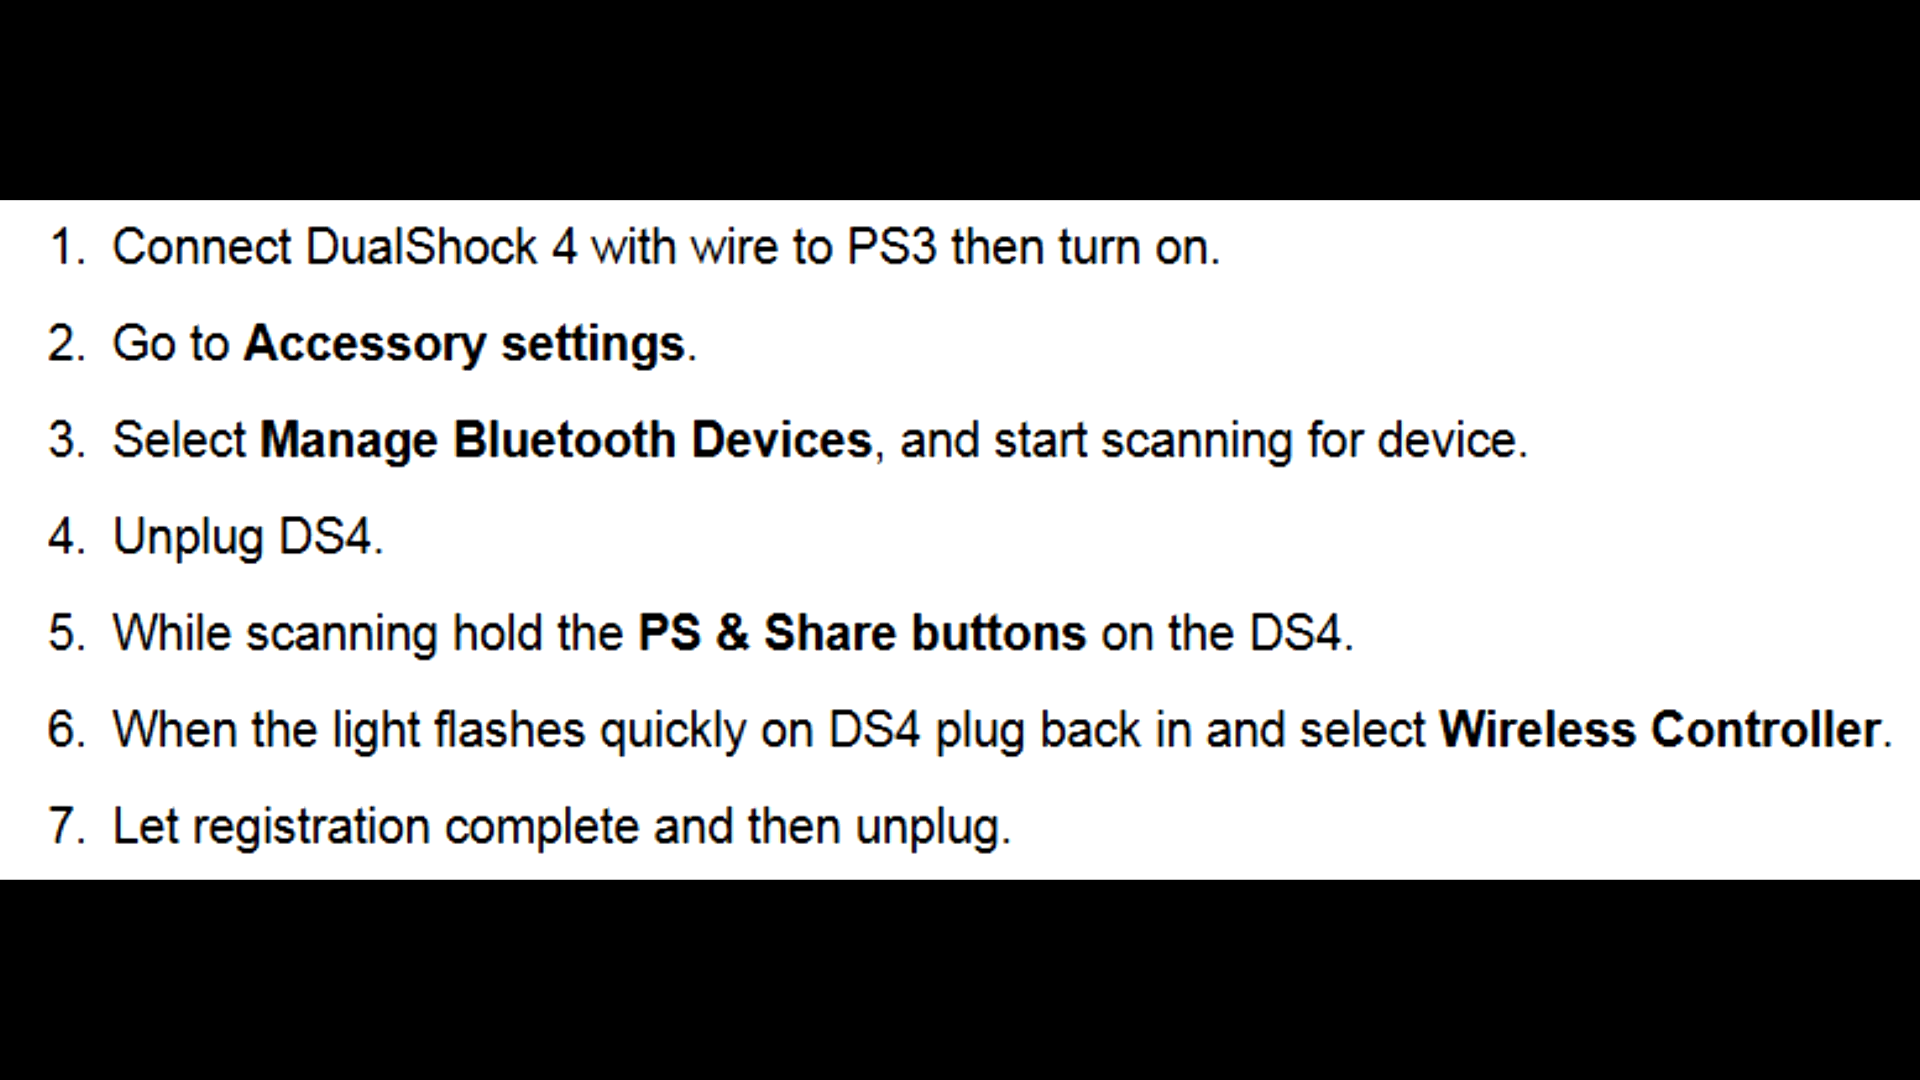 1. Connect DualShock 4 with wire to PS3 then turn on.
2. Go to Accessory settings.
3. Select Manage Bluetooth Devices, and start scanning for device.
4. Unplug DS4.
5. While scanning hold the PS & Share buttons on the DS4.
6. When the light flashes quickly on DS4 plug back in and select Wireless Controller.
7. Let registration complete and then unplug.